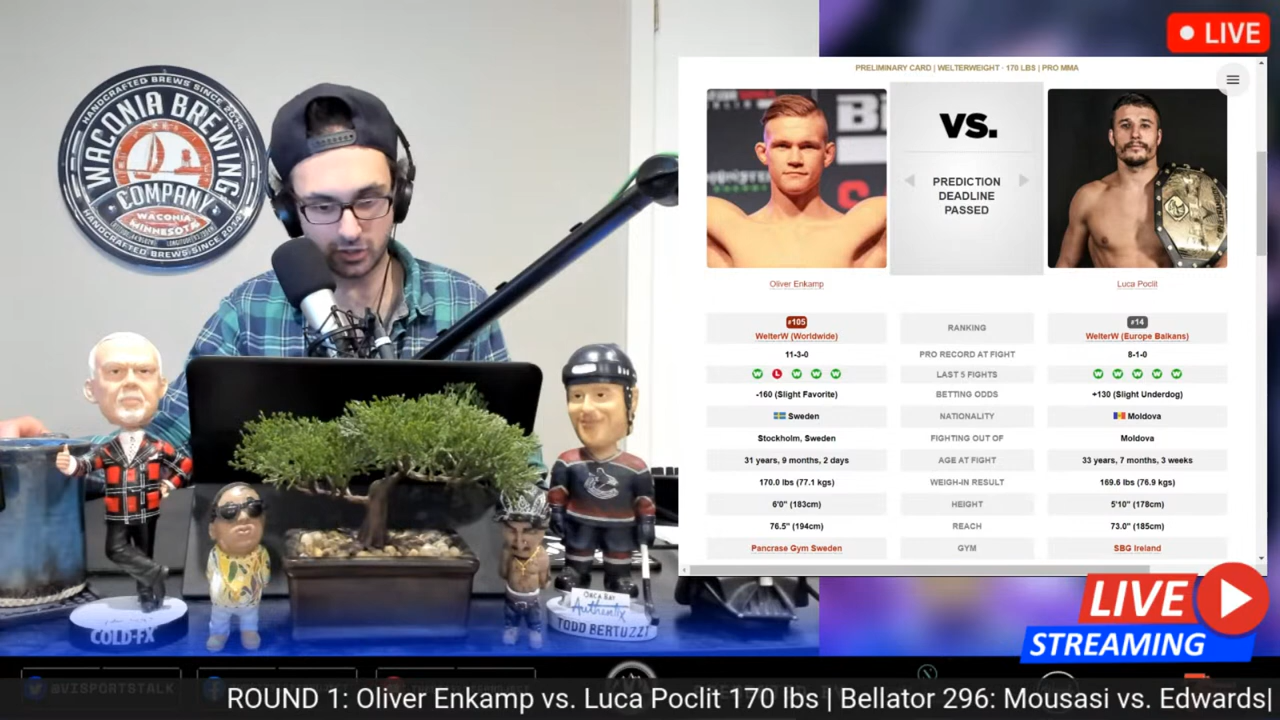 LIVE
PRELIMINARY CARD | WELTERWEIGHT · 170 LBS | PRO MMA
HANDCRAFTED BREWS SINCE 2014
WACONIA BREWING
COMPANY
WACONIA
MINNESOTA
HANDCRAFTED BREWS SINCE 2014
VS.
PREDICTION
DEADLINE
PASSED
Oliver Enkamp
Luca Poclit
#105 RANKING #14
WelterW (Worldwide) WelterW (Europe Balkans)
11-3-0 PRO RECORD AT FIGHT 8-1-0
W L W W W LAST 5 FIGHTS W W W W W
-160 (Slight Favorite) BETTING ODDS +130 (Slight Underdog)
Sweden NATIONALITY Moldova
Stockholm, Sweden FIGHTING OUT OF Moldova
31 years, 9 months, 2 days AGE AT FIGHT 33 years, 7 months, 3 weeks
170.0 lbs (77.1 kgs) WEIGH-IN RESULT 169.6 lbs (76.9 kgs)
6'0" (183cm) HEIGHT 5'10" (178cm)
76.5" (194cm) REACH 73.0" (185cm)
Pancrase Gym Sweden GYM SBG Ireland
COLD-FX
ORCA BAY
Authentix
TODD BERTUZZI
LIVE
STREAMING
@VISPORTSTALK
ROUND 1: Oliver Enkamp vs. Luca Poclit 170 lbs | Bellator 296: Mousasi vs. Edwards|